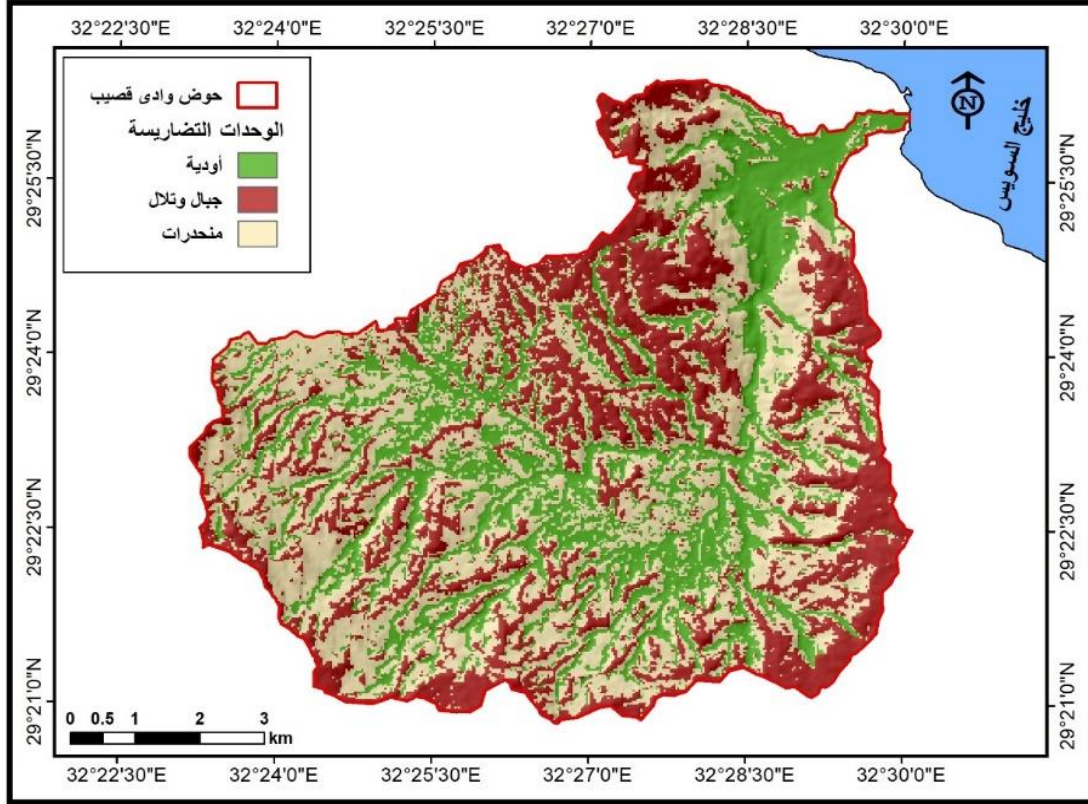 32°22'30"E 32°24'0"E 32°25'30"E 32°27'0"E 32°28'30"E 32°30'0"E
حوض وادى قصيب
الوحدات التضاريسة
أودية
جبال وتلال
منحدرات
N
خليج السويس
29°25'30"N 29°25'30"N
29°24'0"N 29°24'0"N
29°22'30"N 29°22'30"N
29°21'0"N 29°21'0"N
0 0.5 1 2 3
km
32°22'30"E 32°24'0"E 32°25'30"E 32°27'0"E 32°28'30"E 32°30'0"E